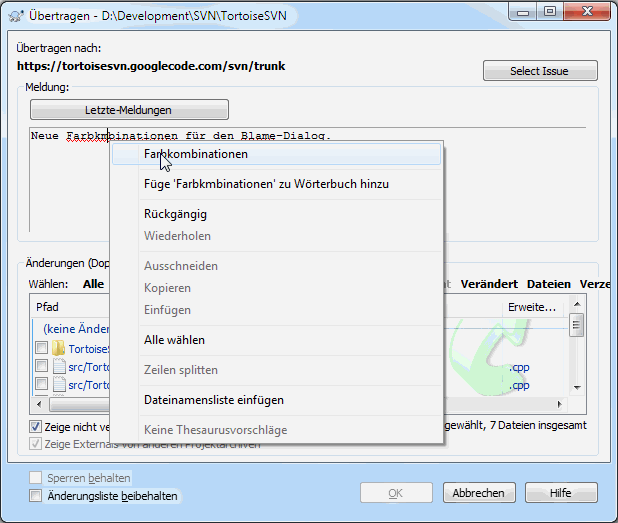 Übertragen - D:\Development\SVN\TortoiseSVN
Übertragen nach:
https://tortoisesvn.googlecode.com/svn/trunk
Select Issue
Meldung:
Letzte-Meldungen
Neue Farbkmbinationen für den Blame-Dialog.
Farbkombinationen
Füge 'Farbkmbinationen' zu Wörterbuch hinzu
Rückgängig
Wiederholen
Ausschneiden
Kopieren
Einfügen
Alle wählen
Zeilen splitten
Dateinamensliste einfügen
Keine Thesaurusvorschläge
Änderungen (Dop
Wählen: Alle Verändert Dateien Verze
Pfad Erweite...
(keine Änder
TortoiseS
src/Torto .cpp
src/Torto .cpp
Zeige nicht ve ewählt, 7 Dateien insgesamt
Zeige Externals von anderen Projektarchiven
Sperren behalten
Änderungsliste beibehalten
OK Abbrechen Hilfe